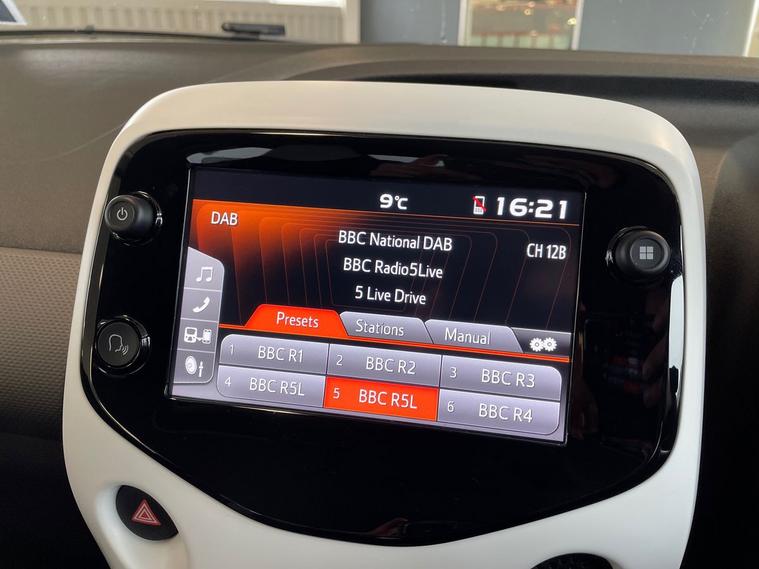 9°C 16:21
DAB
BBC National DAB
CH 12B
BBC Radio5Live
5 Live Drive
Presets Stations Manual
1 BBC R1 2 BBC R2 3 BBC R3
4 BBC R5L 5 BBC R5L 6 BBC R4